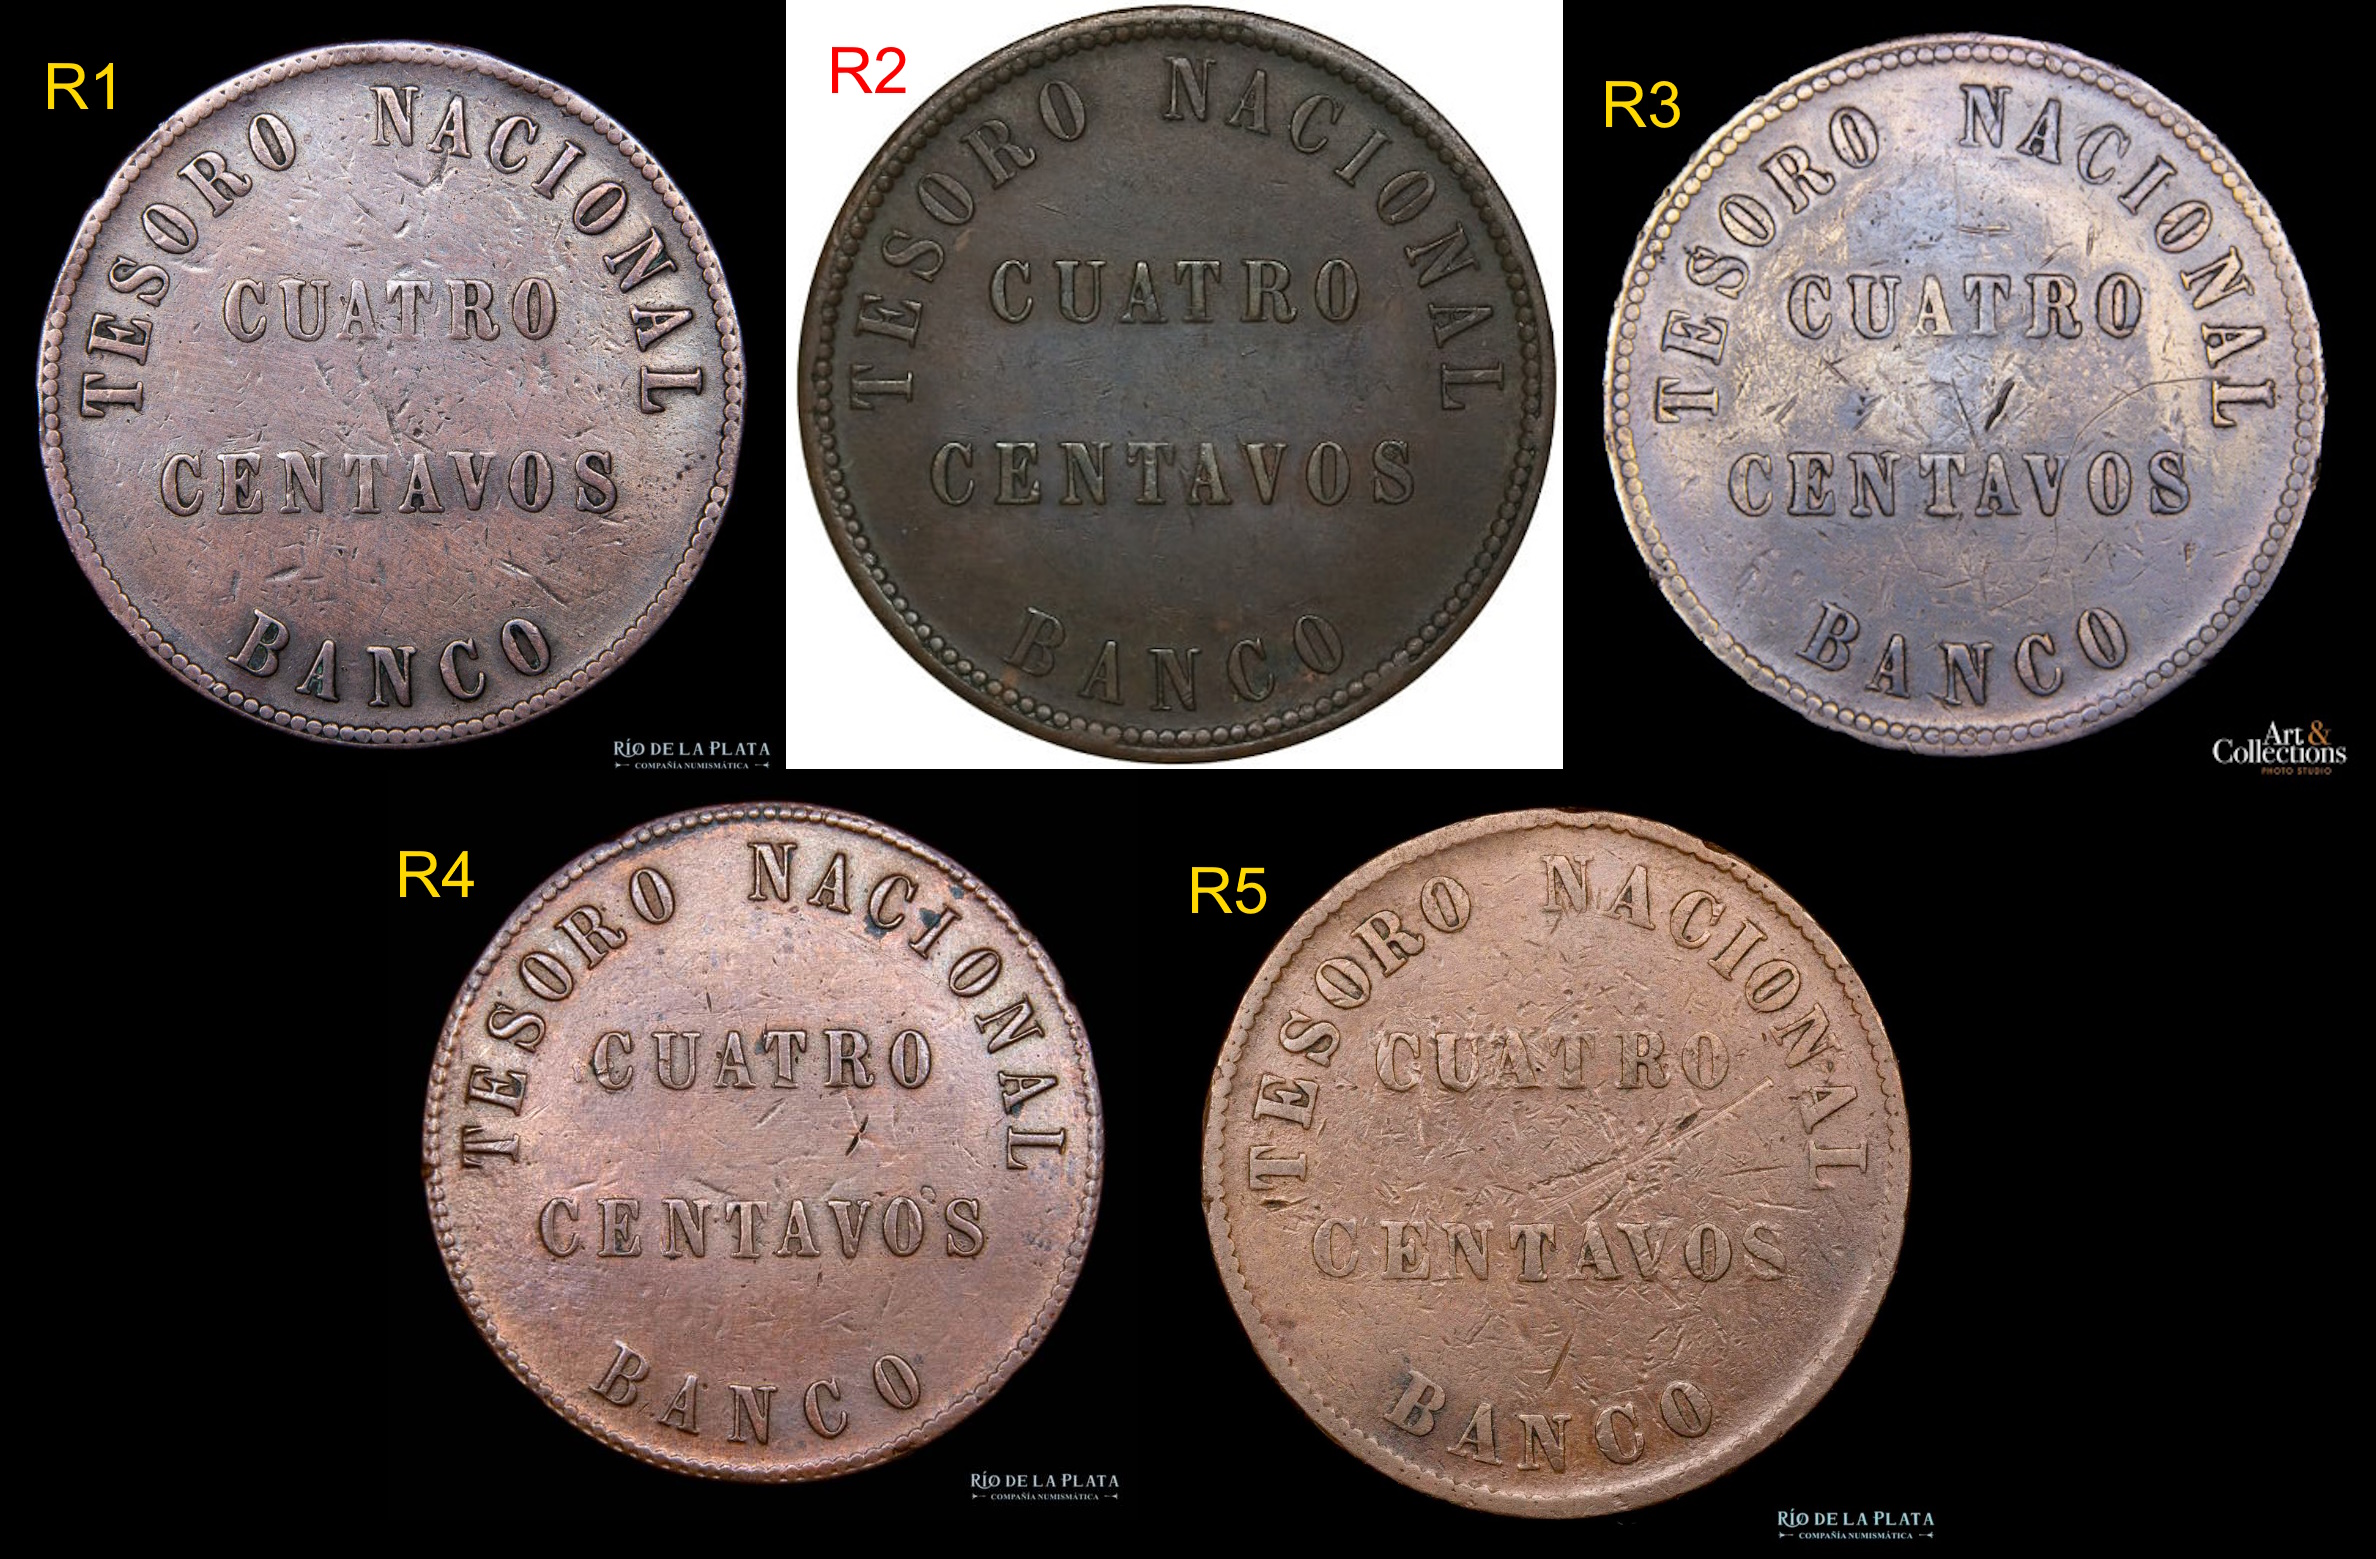 R1
TESORO NACIONAL
CUATRO
CENTAVOS
BANCO
RÍO DE LA PLATA
COMPAÑÍA NUMISMÁTICA
R2
TESORO NACIONAL
CUATRO
CENTAVOS
BANCO
R3
TESORO NACIONAL
CUATRO
CENTAVOS
BANCO
Art &
Collections
PHOTO STUDIO
R4
TESORO NACIONAL
CUATRO
CENTAVOS
BANCO
RÍO DE LA PLATA
COMPAÑÍA NUMISMÁTICA
R5
TESORO NACIONAL
CUATRO
CENTAVOS
BANCO
RÍO DE LA PLATA
COMPAÑÍA NUMISMÁTICA